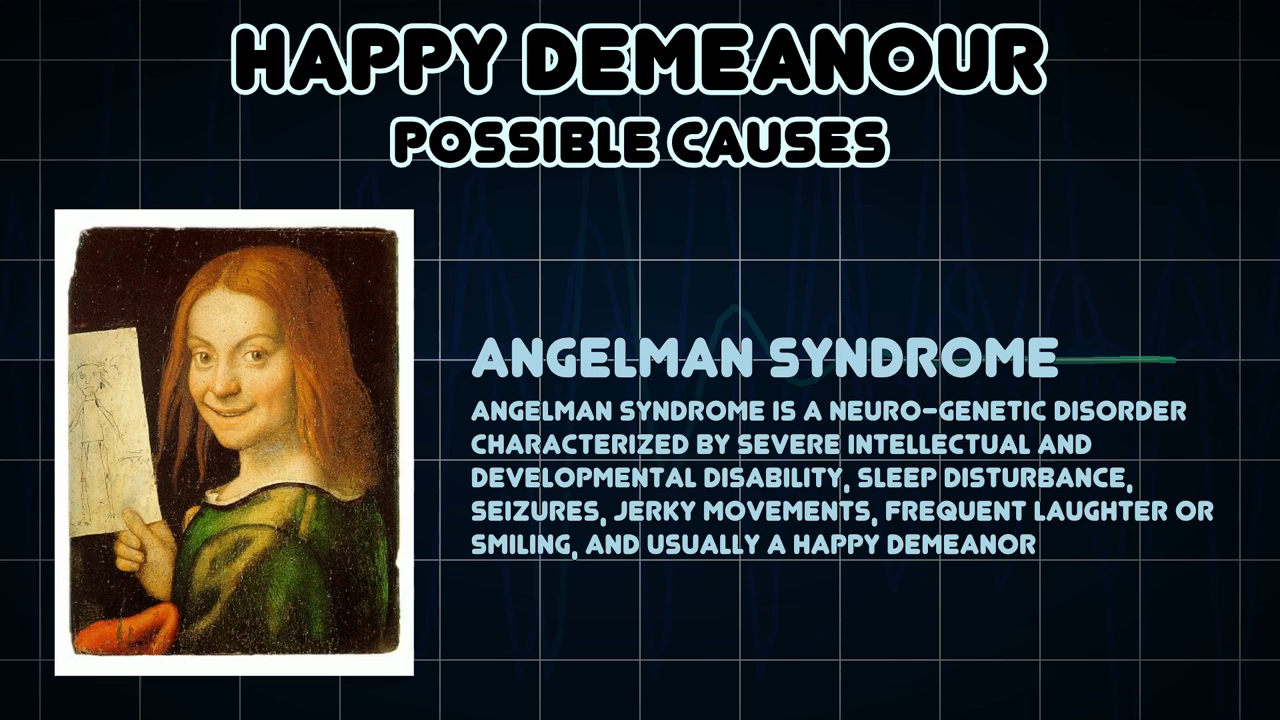 HAPPY DEMEANOUR
POSSIBLE CAUSES
ANGELMAN SYNDROME
ANGELMAN SYNDROME IS A NEURO-GENETIC DISORDER
CHARACTERIZED BY SEVERE INTELLECTUAL AND
DEVELOPMENTAL DISABILITY, SLEEP DISTURBANCE,
SEIZURES, JERKY MOVEMENTS, FREQUENT LAUGHTER OR
SMILING, AND USUALLY A HAPPY DEMEANOR